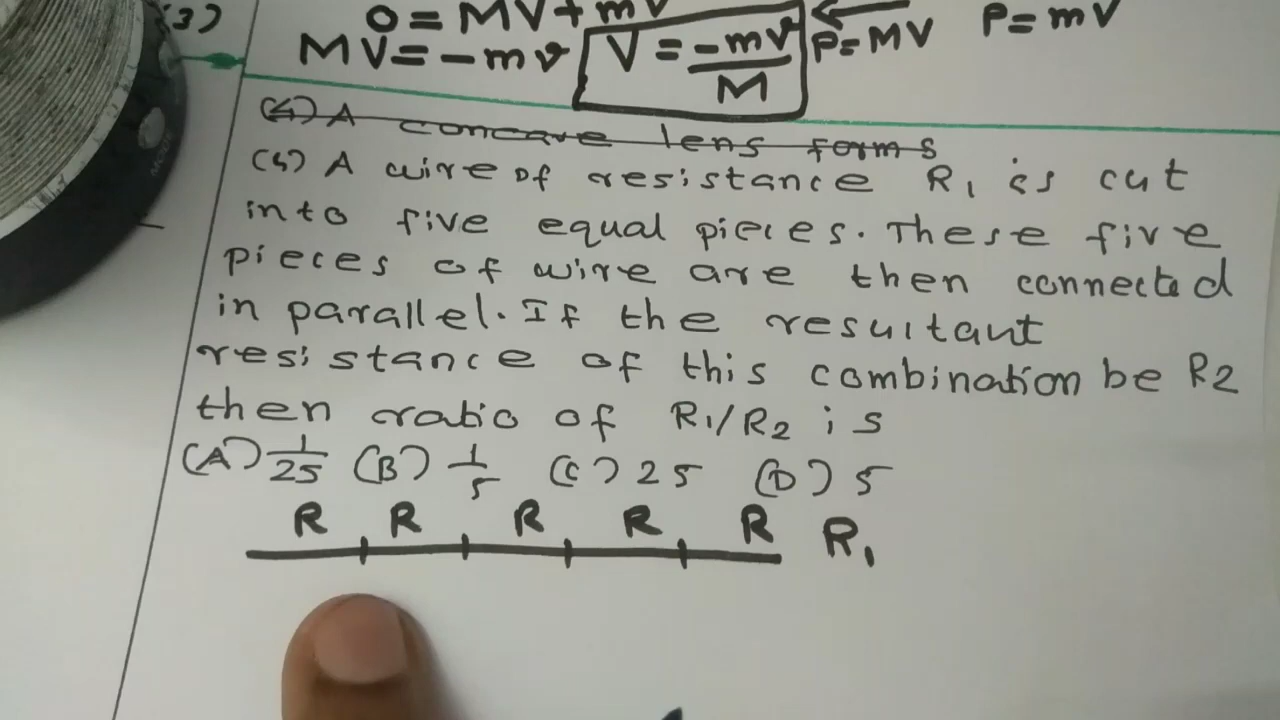 (3)
0 = MV + mv
MV = -mv V = -mv/M P=MV P=mv
(4) A concave lens forms
(4) A wire of resistance R1 is cut
into five equal pieces. These five
pieces of wire are then connected
in parallel. If the resultant
resistance of this combination be R2
then ratio of R1/R2 is
(A) 1/25 (B) 1/5 (C) 25 (D) 5
R R R R R R1